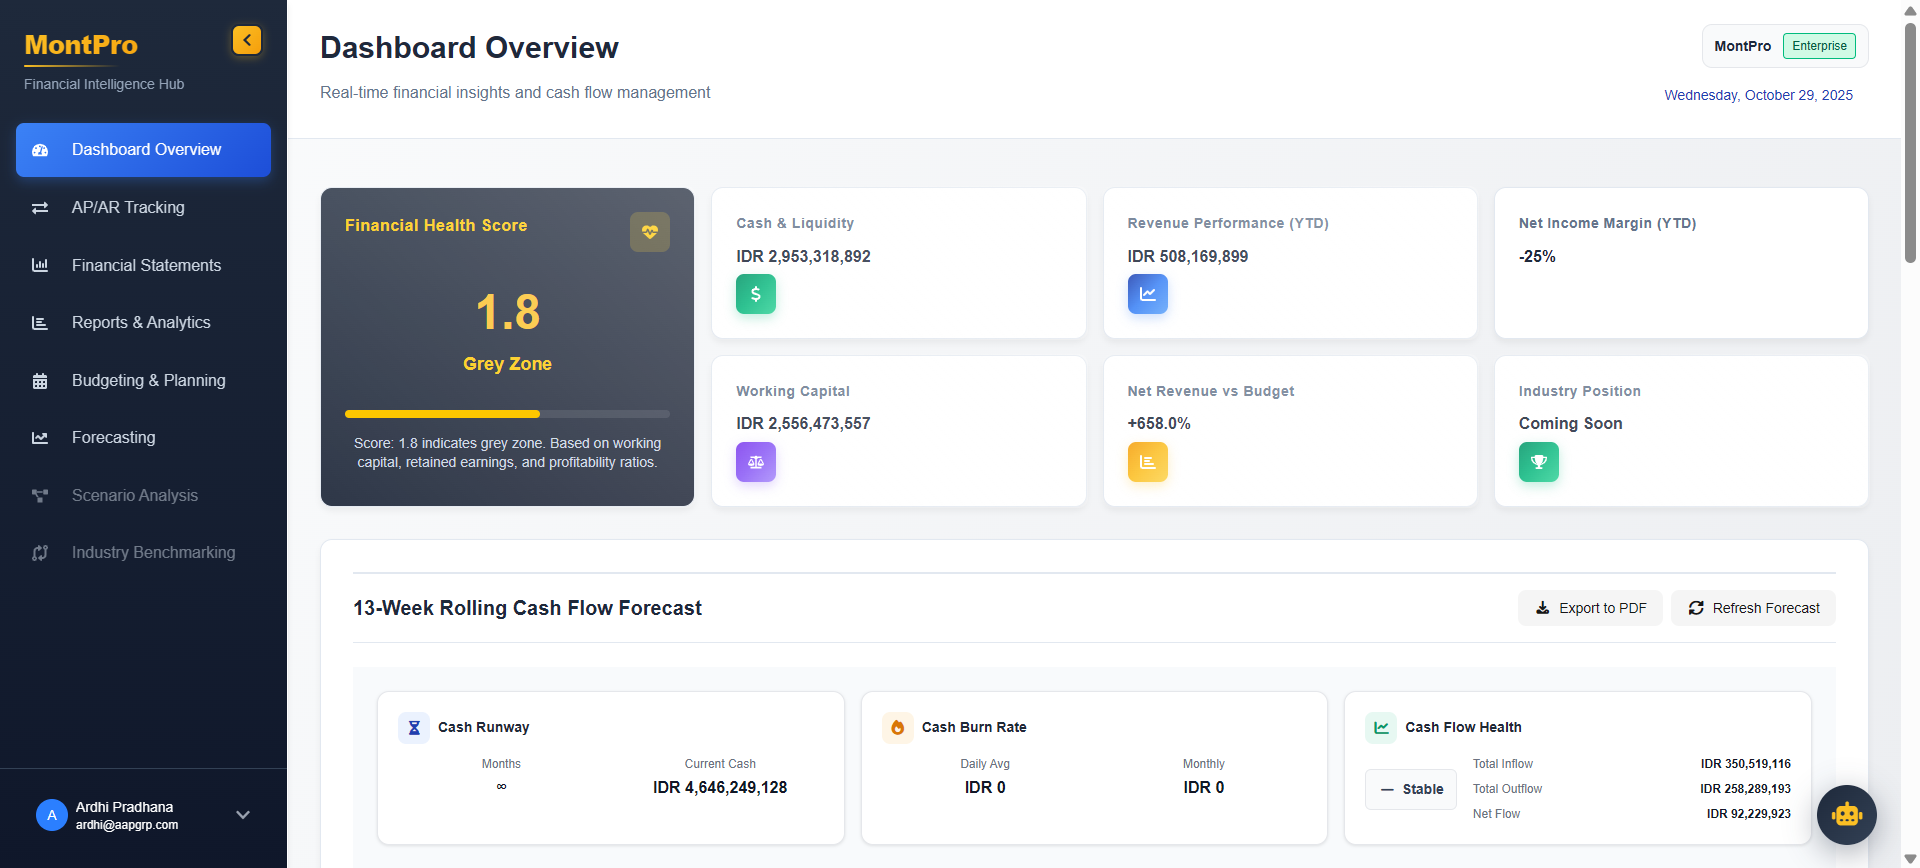 MontPro
Financial Intelligence Hub
Dashboard Overview
AP/AR Tracking
Financial Statements
Reports & Analytics
Budgeting & Planning
Forecasting
Scenario Analysis
Industry Benchmarking
A
Ardhi Pradhana
ardhi@aapgrp.com
Dashboard Overview
Real-time financial insights and cash flow management
MontPro Enterprise
Wednesday, October 29, 2025
Financial Health Score
1.8
Grey Zone
Score: 1.8 indicates grey zone. Based on working
capital, retained earnings, and profitability ratios.
Cash & Liquidity
IDR 2,953,318,892
$
Revenue Performance (YTD)
IDR 508,169,899
Net Income Margin (YTD)
-25%
Working Capital
IDR 2,556,473,557
Net Revenue vs Budget
+658.0%
Industry Position
Coming Soon
13-Week Rolling Cash Flow Forecast
Export to PDF
Refresh Forecast
Cash Runway
Months
∞
Current Cash
IDR 4,646,249,128
Cash Burn Rate
Daily Avg
IDR 0
Monthly
IDR 0
Cash Flow Health
— Stable
Total Inflow IDR 350,519,116
Total Outflow IDR 258,289,193
Net Flow IDR 92,229,923